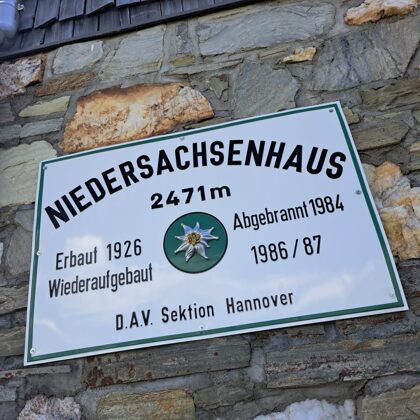 NIEDERSACHSENHAUS
2471m
Erbaut 1926 Abgebrannt 1984
Wiederaufgebaut 1986/87
D.A.V. Sektion Hannover